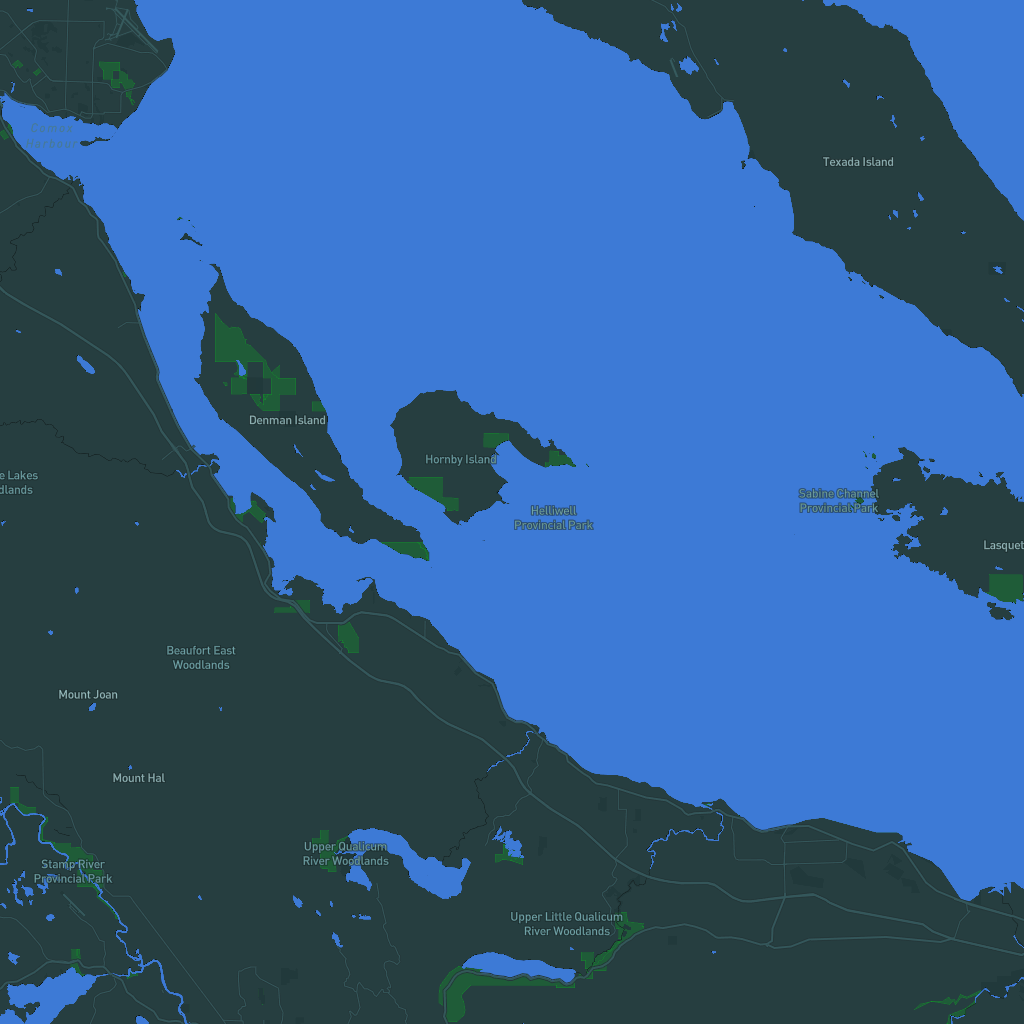 Texada Island
Denman Island
Hornby Island
e Lakes
dlands
Sabine Channel
Provincial Park
Helliwell
Provincial Park
Lasquet
Beaufort East
Woodlands
Mount Joan
Mount Hal
Upper Qualicum
River Woodlands
Stamp River
Provincial Park
Upper Little Qualicum
River Woodlands